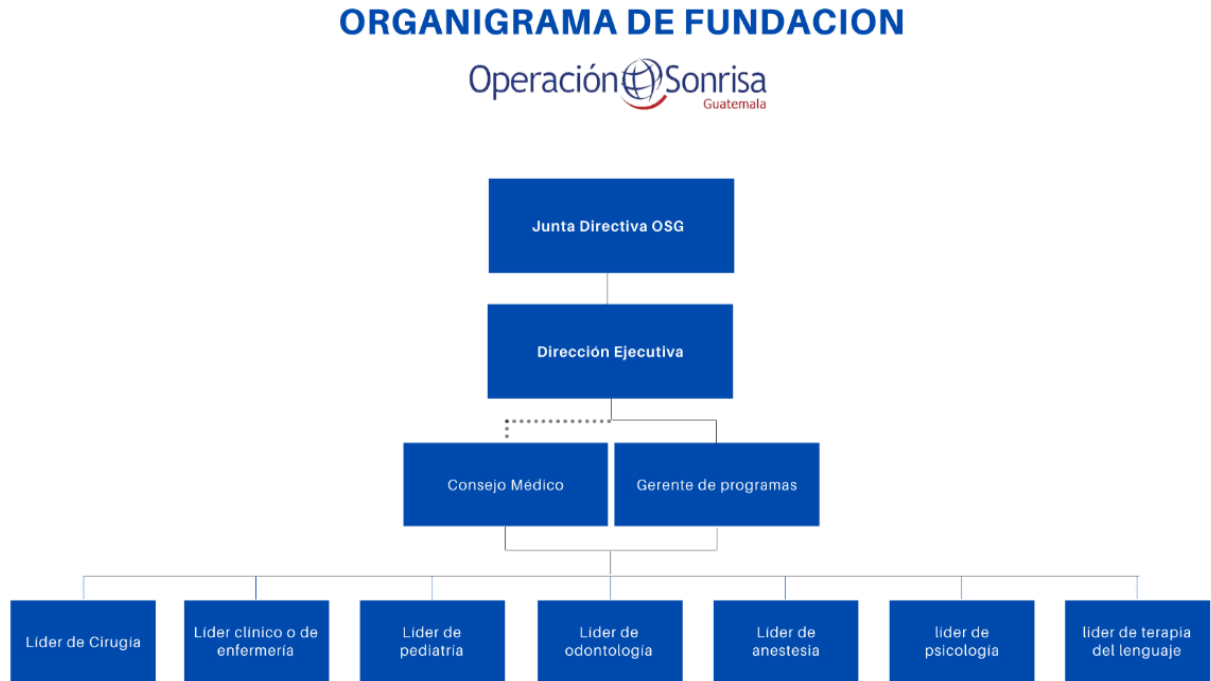 ORGANIGRAMA DE FUNDACION
Operación Sonrisa
Guatemala
Junta Directiva OSG
Dirección Ejecutiva
Consejo Médico
Gerente de programas
Líder de Cirugía
Líder clínico o de
enfermería
Líder de
pediatría
Líder de
odontología
Líder de
anestesia
líder de
psicología
lider de terapia
del lenguaje